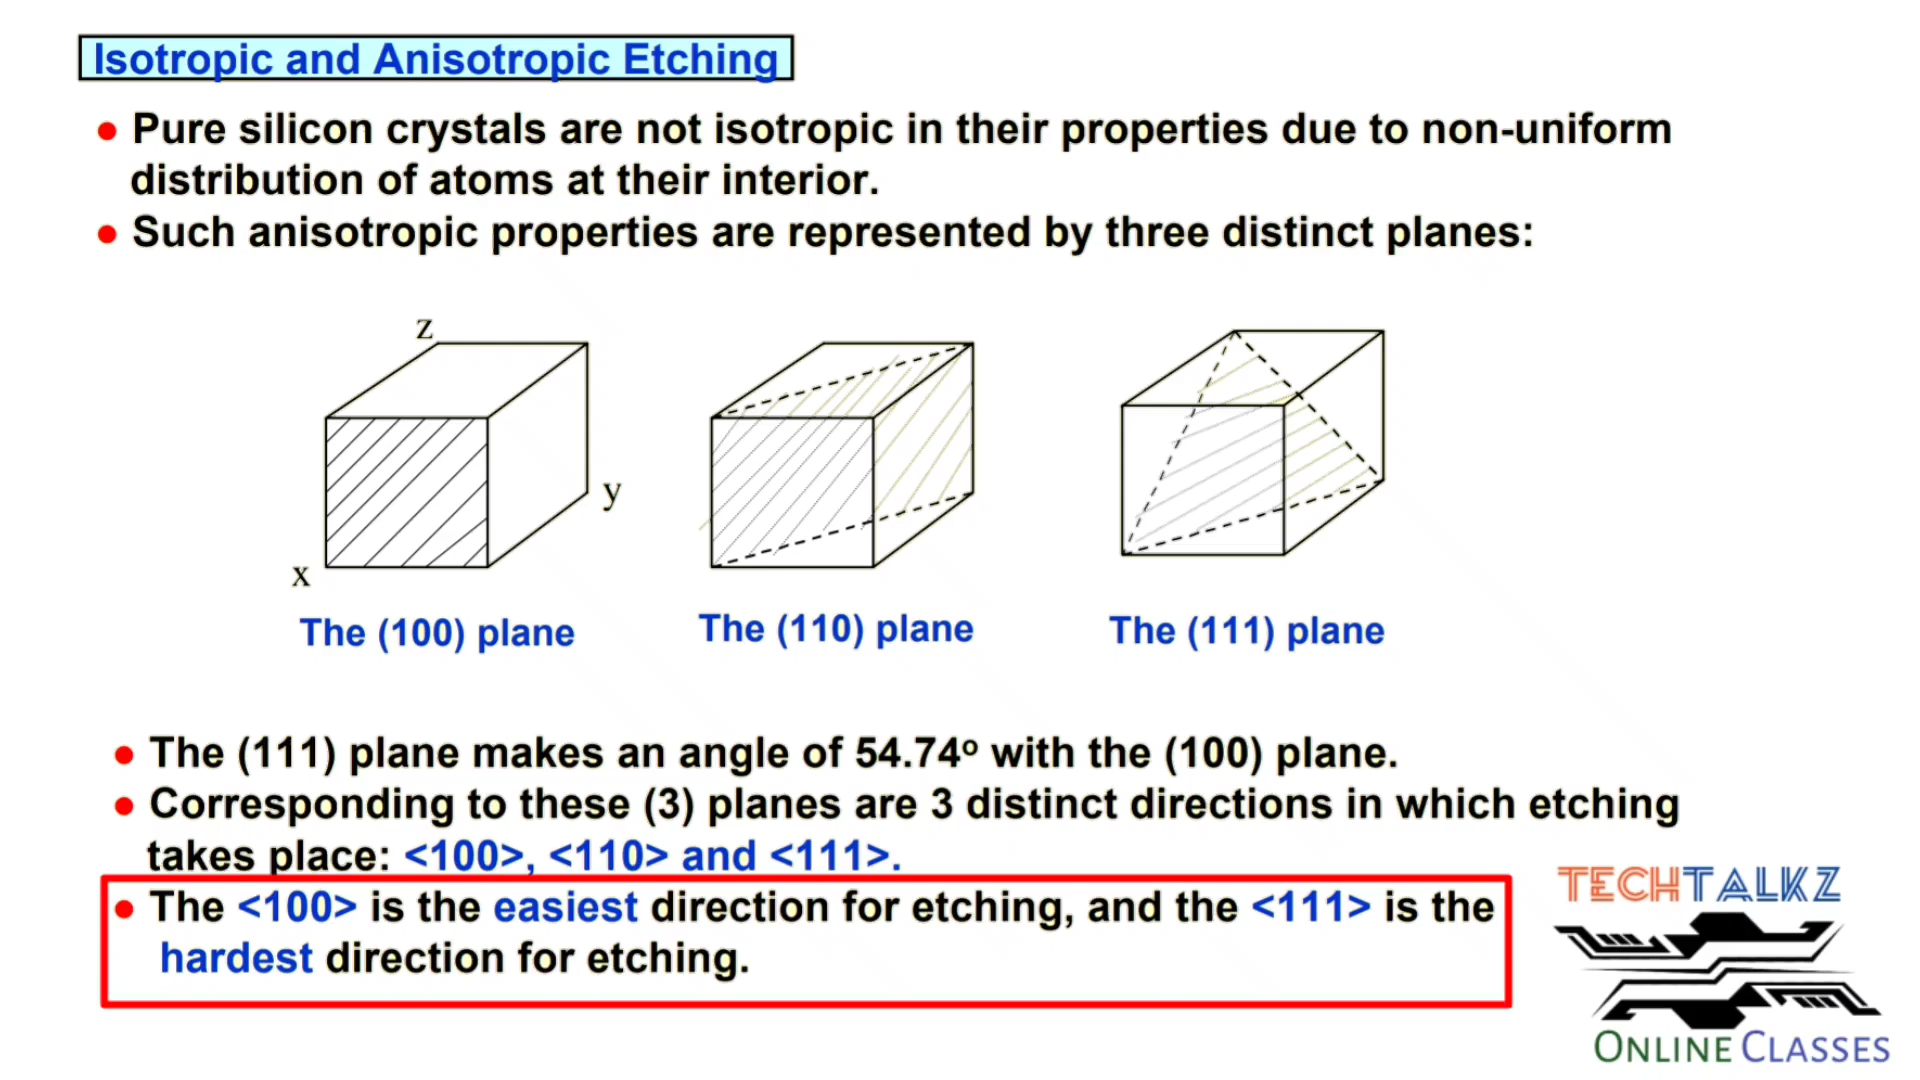 Isotropic and Anisotropic Etching
● Pure silicon crystals are not isotropic in their properties due to non-uniform
distribution of atoms at their interior.
● Such anisotropic properties are represented by three distinct planes:
z
y
x
The (100) plane
The (110) plane
The (111) plane
● The (111) plane makes an angle of 54.74º with the (100) plane.
● Corresponding to these (3) planes are 3 distinct directions in which etching
takes place: <100>, <110> and <111>.
● The <100> is the easiest direction for etching, and the <111> is the
hardest direction for etching.
TECHTALKZ
ONLINE CLASSES